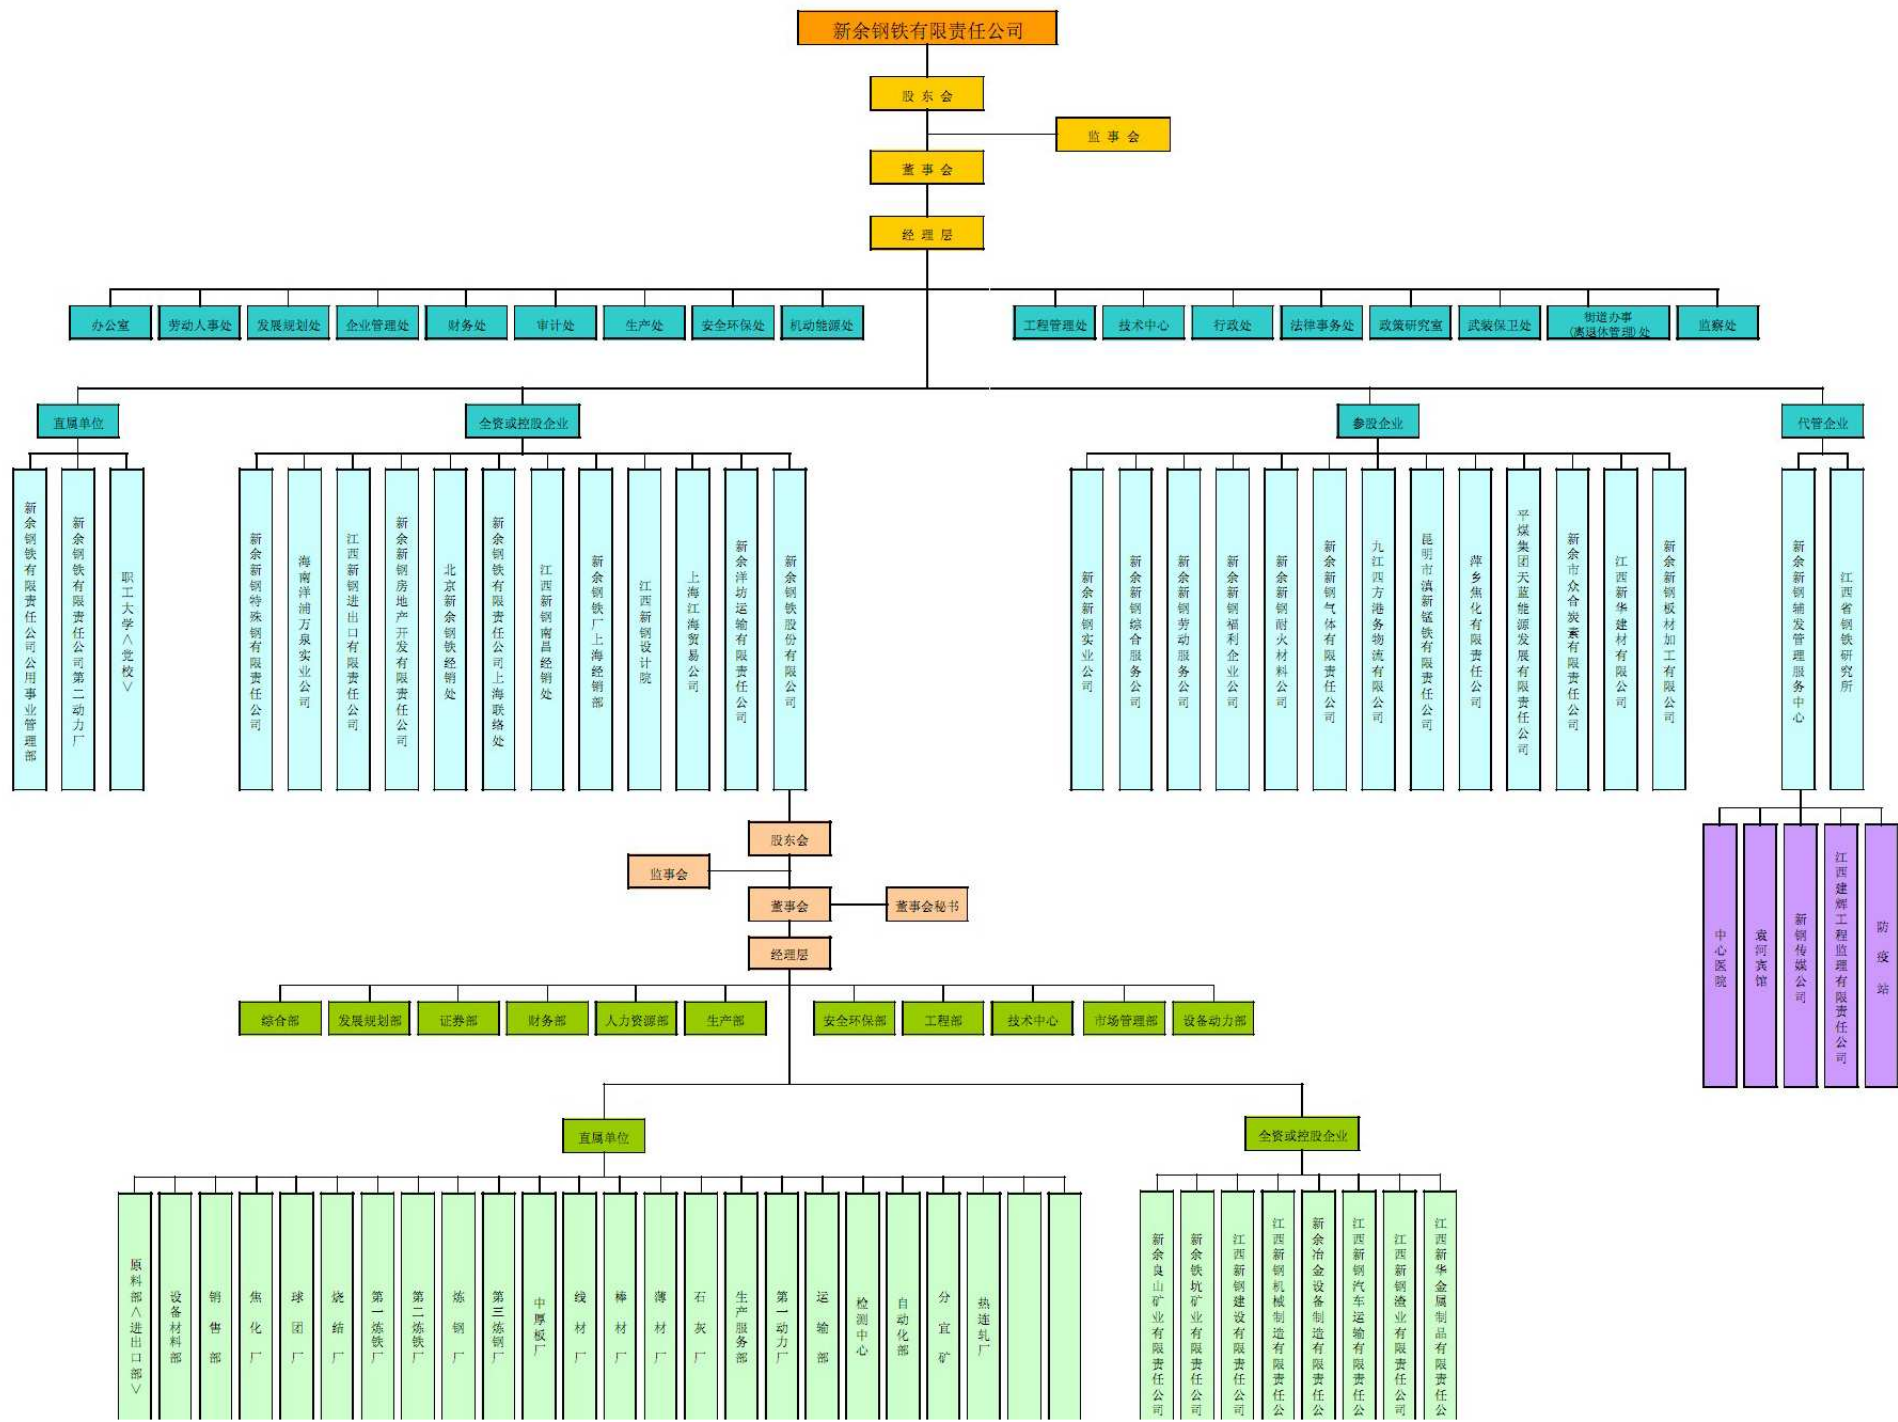 新余钢铁有限责任公司
股东会
监事会
董事会
经理层
办公室
劳动人事处
发展规划处
企业管理处
财务处
审计处
生产处
安全环保处
机动能源处
工程管理处
技术中心
行政处
法律事务处
政策研究室
武装保卫处
街道办事
(离退休管理)处
监察处
直属单位
全资或控股企业
参股企业
代管企业
新余钢铁有限责任公司公用事业管理部
新余钢铁有限责任公司第二动力厂
职工大学<党校>
新余新钢特殊钢有限责任公司
海南洋浦万泉实业公司
江西新钢进出口有限责任公司
新余新钢房地产开发有限责任公司
北京新余钢铁经销处
新余钢铁有限责任公司上海联络处
江西新钢南昌经销处
新余钢铁厂上海经销部
江西新钢设计院
上海江海贸易公司
新余洋坊运输有限责任公司
新余钢铁股份有限公司
新余新钢实业公司
新余新钢综合服务公司
新余新钢劳动服务公司
新余新钢福利企业公司
新余新钢耐火材料公司
新余新钢气体有限责任公司
九江西方港务物流有限公司
昆明市滇新锰铁有限责任公司
萍乡焦化有限责任公司
平煤集团天蓝能源发展有限责任公司
新余市众合炭素有限责任公司
江西新华建材有限公司
新余新钢板材加工有限公司
新余新钢辅发管理服务中心
江西省钢铁研究所
股东会
监事会
董事会
董事会秘书
经理层
中心医院
袁河宾馆
新钢传媒公司
江西建辉工程监理有限责任公司
防疫站
综合部
发展规划部
证券部
财务部
人力资源部
生产部
安全环保部
工程部
技术中心
市场管理部
设备动力部
直属单位
全资或控股企业
原料部<进出口部>
设备材料部
销售部
焦化厂
球团厂
烧结厂
第一炼铁厂
第二炼铁厂
炼钢厂
第三炼钢厂
中厚板厂
线材厂
棒材厂
薄材厂
石灰厂
生产服务部
第一动力厂
运输部
检测中心
自动化部
分宜矿
热连轧厂
新余良山矿业有限责任公司
新余铁坑矿业有限责任公司
江西新钢建设有限责任公司
江西新钢机械制造有限责任公
新余冶金设备制造有限责任公
江西新钢汽车运输有限责任公
江西新钢渣业有限责任公司
江西新华金属制品有限责任公